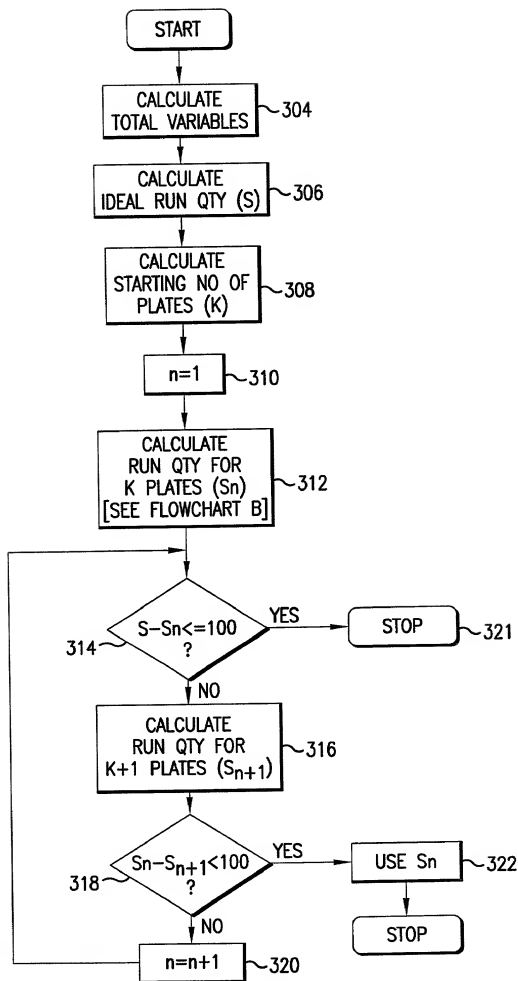 START
CALCULATE
TOTAL VARIABLES
304
CALCULATE
IDEAL RUN QTY (S)
306
CALCULATE
STARTING NO OF
PLATES (K)
308
n=1
310
CALCULATE
RUN QTY FOR
K PLATES (Sn)
[SEE FLOWCHART B]
312
S-Sn<=100
?
314
YES
STOP
321
NO
CALCULATE
RUN QTY FOR
K+1 PLATES (Sn+1)
316
Sn-Sn+1<100
?
318
YES
USE Sn
322
STOP
NO
n=n+1
320